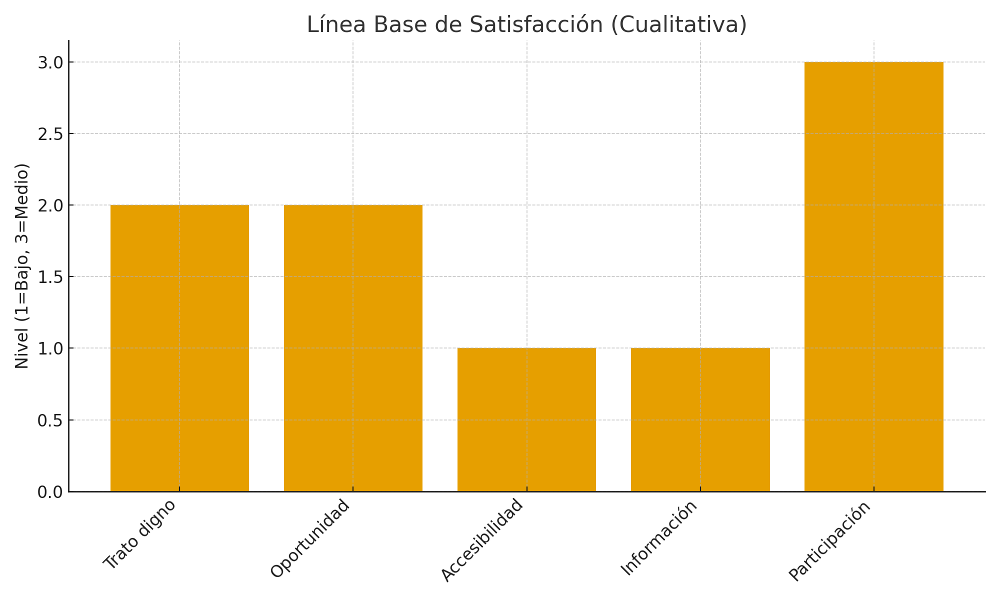 Línea Base de Satisfacción (Cualitativa)
Nivel (1=Bajo, 3=Medio)
3.0
2.5
2.0
1.5
1.0
0.5
0.0
Trato digno
Oportunidad
Accesibilidad
Información
Participación